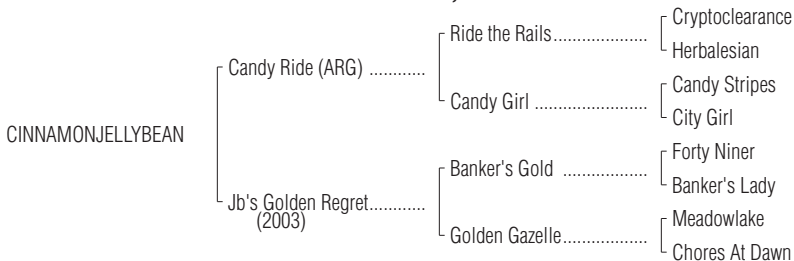 Cryptoclearance
Ride the Rails....................
Herbalesian
Candy Ride (ARG) ............
Candy Stripes
Candy Girl ........................
City Girl
CINNAMONJELLYBEAN
Forty Niner
Banker's Gold ..................
Banker's Lady
Jb's Golden Regret............
(2003)
Meadowlake
Golden Gazelle..................
Chores At Dawn